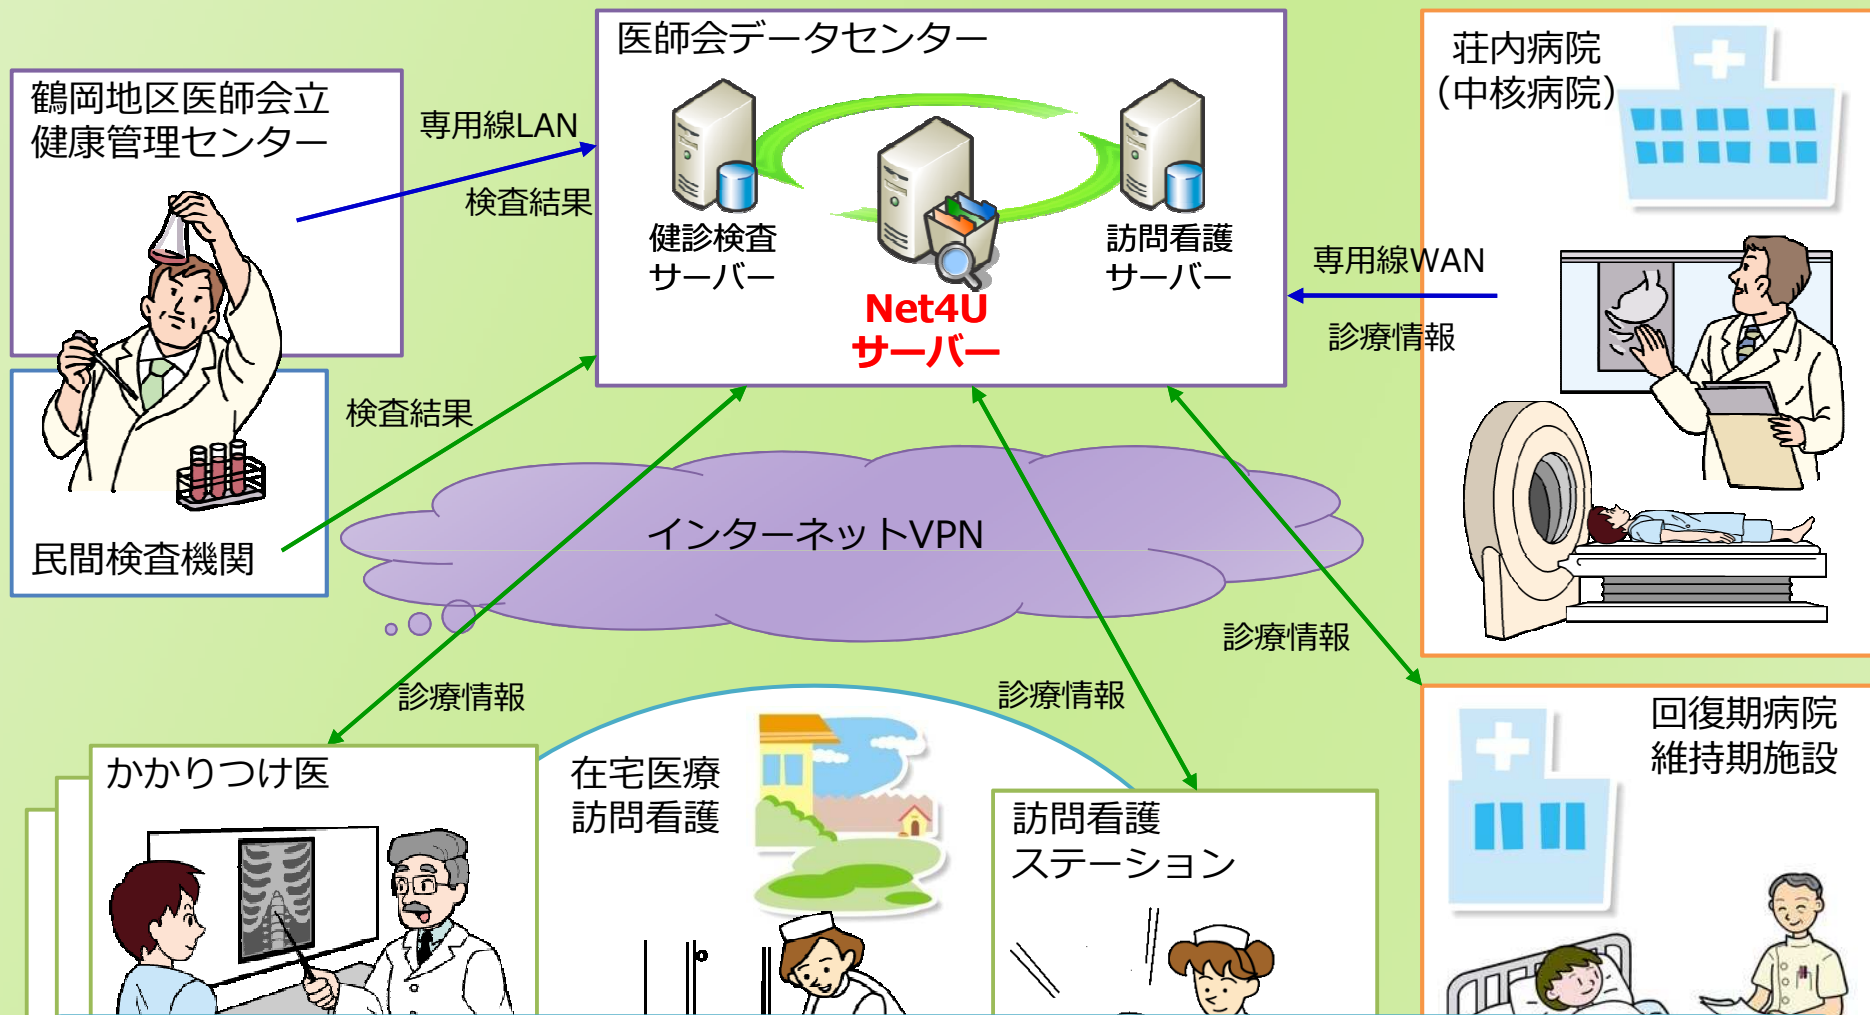 医師会データセンター
荘内病院
（中核病院）
鶴岡地区医師会立
健康管理センター
専用線LAN
検査結果
健診検査
サーバー
訪問看護
サーバー
Net4U
サーバー
専用線WAN
診療情報
検査結果
インターネットVPN
民間検査機関
診療情報
診療情報
診療情報
かかりつけ医
在宅医療
訪問看護
訪問看護
ステーション
回復期病院
維持期施設